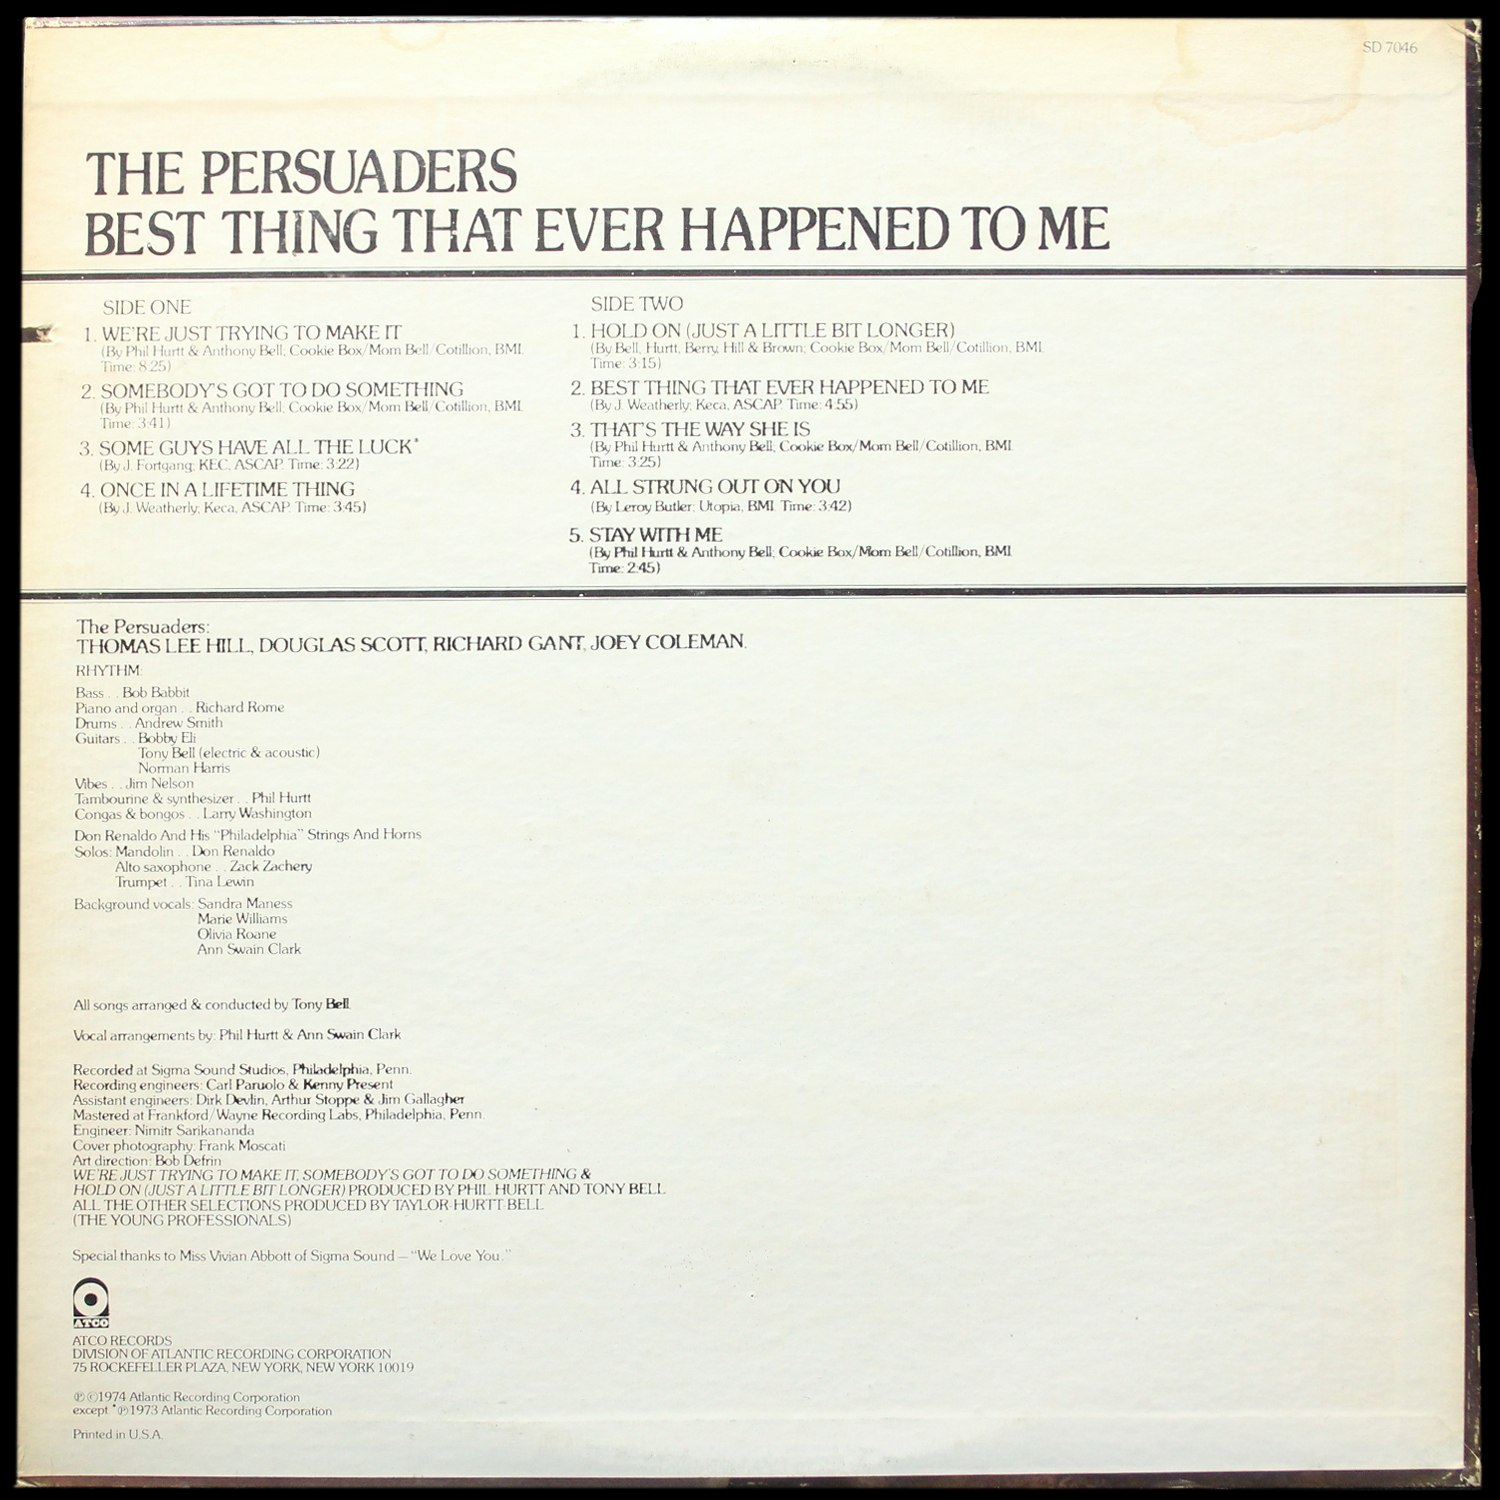 SD 7046
THE PERSUADERS
BEST THING THAT EVER HAPPENED TO ME
SIDE ONE
1. WE'RE JUST TRYING TO MAKE IT
(By Phil Hurtt & Anthony Bell; Cookie Box/Mom Bell/Cotillion, BMI.
Time: 8:25)
2. SOMEBODY'S GOT TO DO SOMETHING
(By Phil Hurtt & Anthony Bell; Cookie Box/Mom Bell/Cotillion, BMI.
Time: 3:41)
3. SOME GUYS HAVE ALL THE LUCK*
(By J. Fortgang; KEC, ASCAP. Time: 3:22)
4. ONCE IN A LIFETIME THING
(By J. Weatherly; Keca, ASCAP. Time: 3:45)
SIDE TWO
1. HOLD ON (JUST A LITTLE BIT LONGER)
(By Bell, Hurtt, Berry, Hill & Brown; Cookie Box/Mom Bell/Cotillion, BMI.
Time: 3:15)
2. BEST THING THAT EVER HAPPENED TO ME
(By J. Weatherly; Keca, ASCAP. Time: 4:55)
3. THAT'S THE WAY SHE IS
(By Phil Hurtt & Anthony Bell; Cookie Box/Mom Bell/Cotillion, BMI.
Time: 3:25)
4. ALL STRUNG OUT ON YOU
(By Leroy Butler; Utopia, BMI. Time: 3:42)
5. STAY WITH ME
(By Phil Hurtt & Anthony Bell; Cookie Box/Mom Bell/Cotillion, BMI
Time: 2:45)
The Persuaders:
THOMAS LEE HILL, DOUGLAS SCOTT, RICHARD GANT, JOEY COLEMAN.
RHYTHM:
Bass . . Bob Babbit
Piano and organ . . Richard Rome
Drums . . Andrew Smith
Guitars . . Bobby Eli
Tony Bell (electric & acoustic)
Norman Harris
Vibes . . Jim Nelson
Tambourine & synthesizer . . Phil Hurtt
Congas & bongos . . Larry Washington
Don Renaldo And His "Philadelphia" Strings And Horns
Solos: Mandolin . . Don Renaldo
Alto saxophone . . Zack Zachery
Trumpet . . Tina Lewin
Background vocals: Sandra Maness
Marie Williams
Olivia Roane
Ann Swain Clark
All songs arranged & conducted by Tony Bell.
Vocal arrangements by: Phil Hurtt & Ann Swain Clark
Recorded at Sigma Sound Studios, Philadelphia, Penn.
Recording engineers: Carl Paruolo & Kenny Present
Assistant engineers: Dirk Devlin, Arthur Stoppe & Jim Gallagher
Mastered at Frankford/Wayne Recording Labs, Philadelphia, Penn.
Engineer: Nimitr Sarikananda
Cover photography: Frank Moscati
Art direction: Bob Defrin
WE'RE JUST TRYING TO MAKE IT, SOMEBODY'S GOT TO DO SOMETHING &
HOLD ON (JUST A LITTLE BIT LONGER) PRODUCED BY PHIL HURTT AND TONY BELL
ALL THE OTHER SELECTIONS PRODUCED BY TAYLOR-HURTT-BELL
(THE YOUNG PROFESSIONALS)
Special thanks to Miss Vivian Abbott of Sigma Sound – "We Love You."
ATCO
ATCO RECORDS
DIVISION OF ATLANTIC RECORDING CORPORATION
75 ROCKEFELLER PLAZA, NEW YORK, NEW YORK 10019
℗ ©1974 Atlantic Recording Corporation
except *℗1973 Atlantic Recording Corporation
Printed in U.S.A.